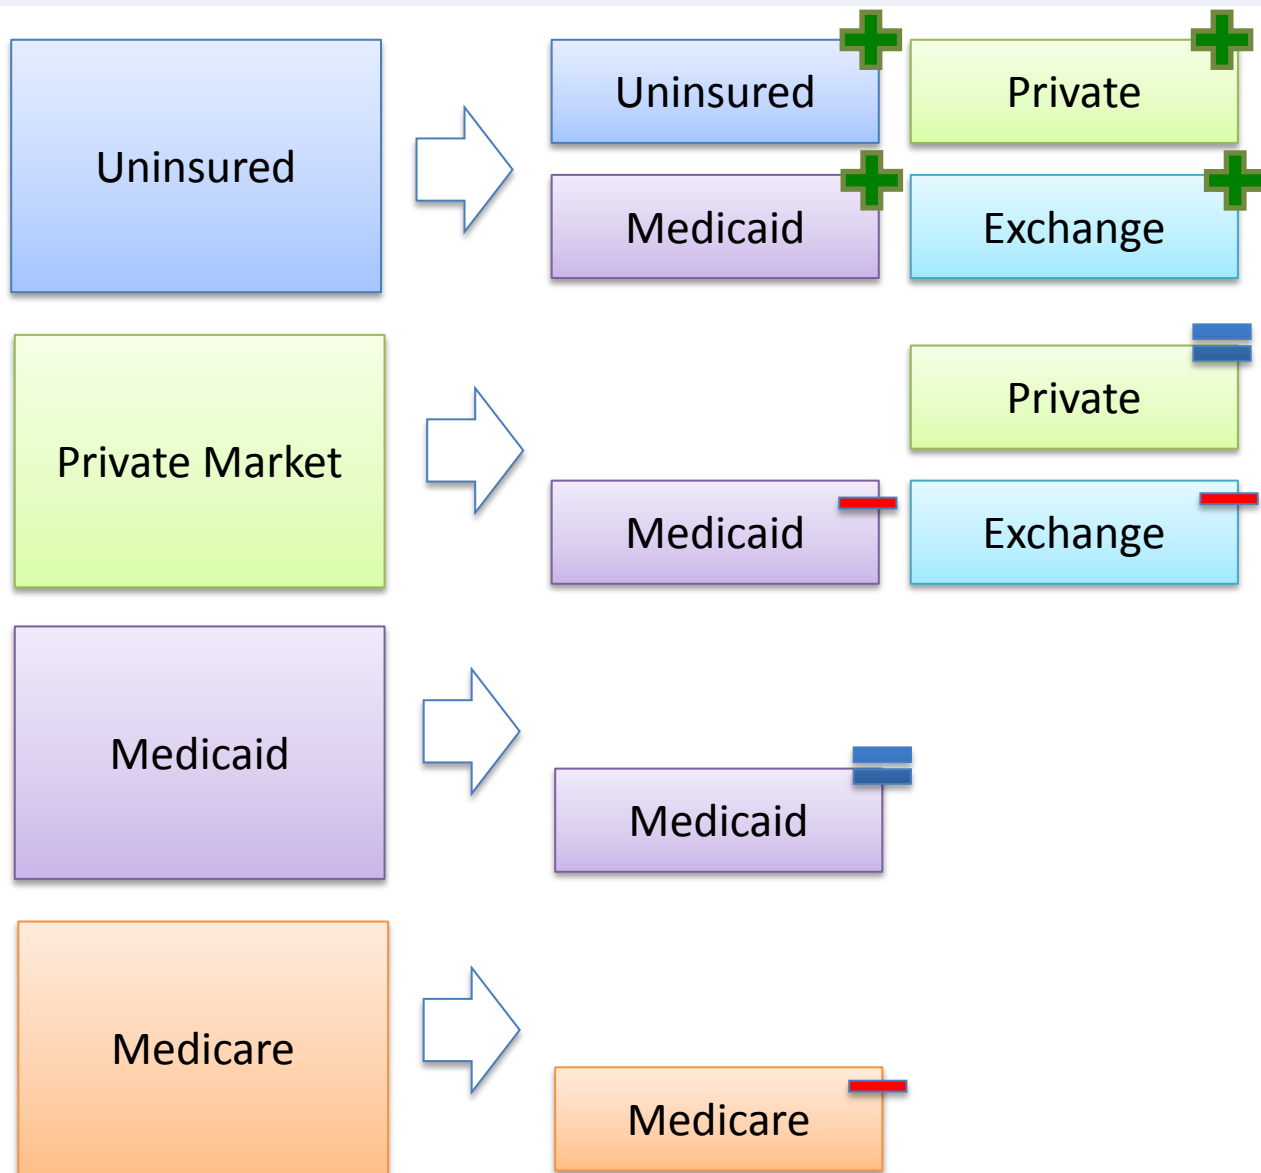 Uninsured
Uninsured
Private
Medicaid
Exchange
Private Market
Private
Medicaid
Exchange
Medicaid
Medicaid
Medicare
Medicare